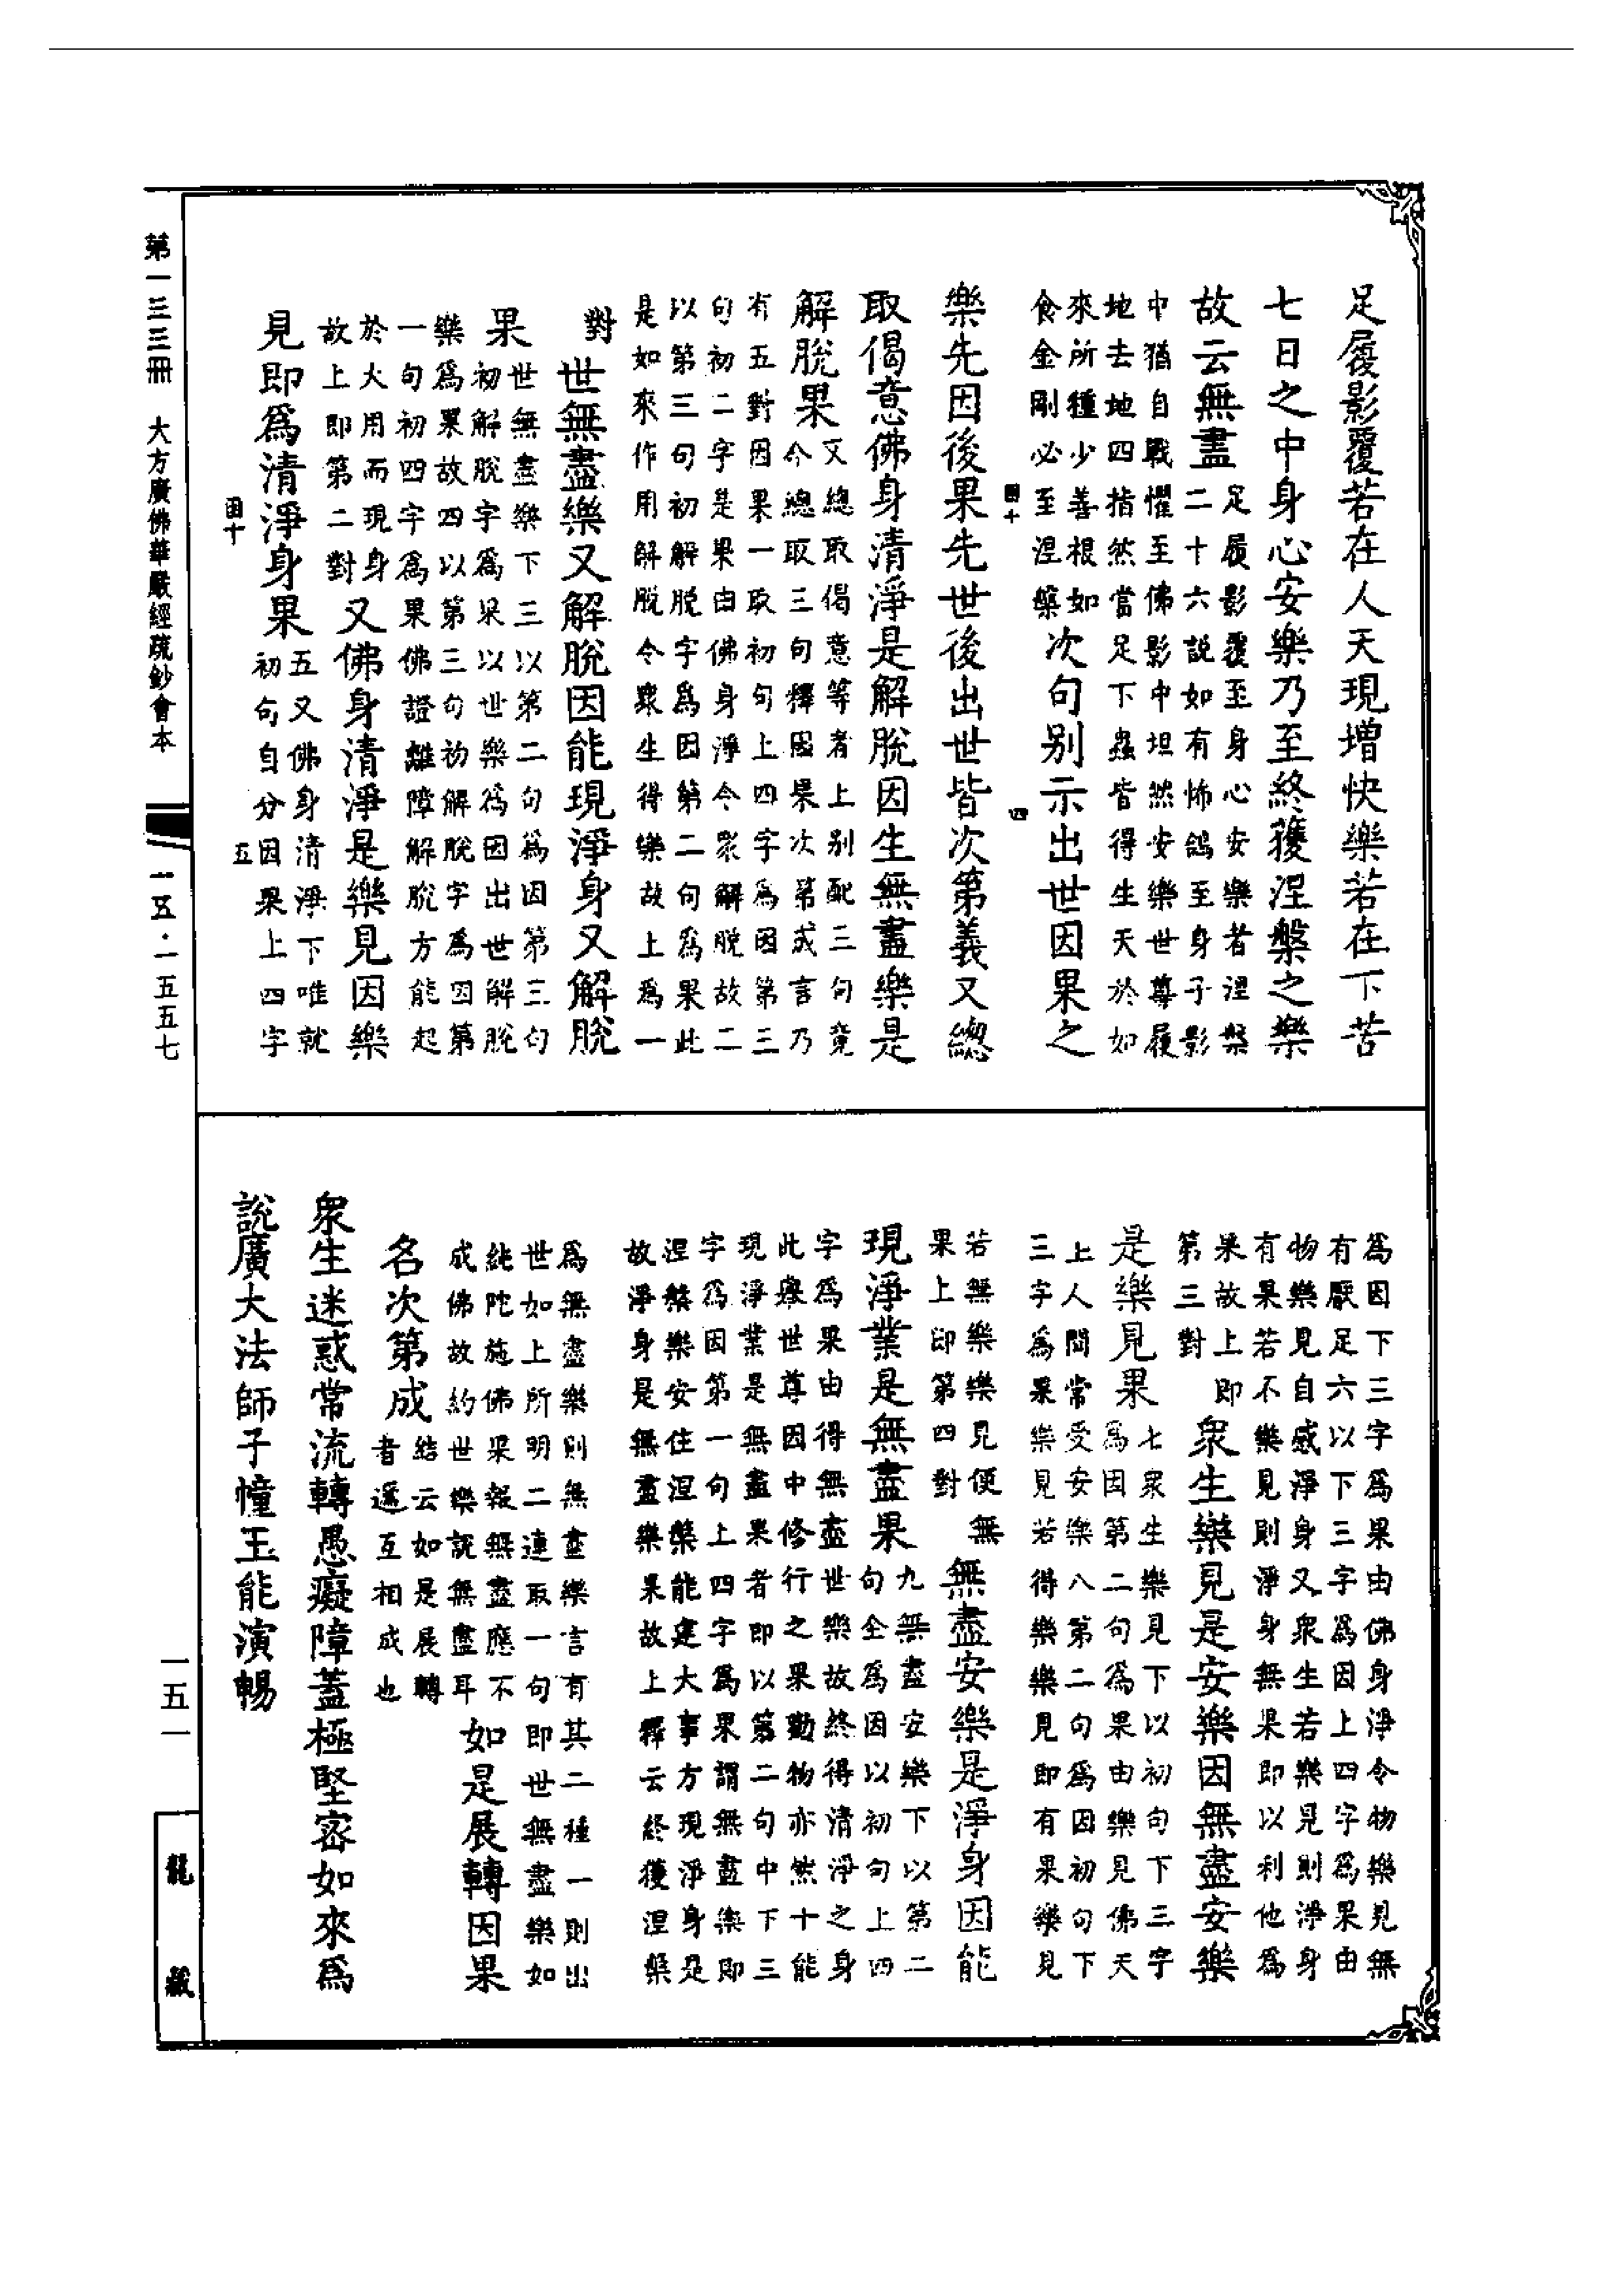 足履影覆若在人天現增快樂若在下苦
七日之中身心安樂乃至終獲涅槃之樂
故云無盡
足履影覆至身心安樂者涅槃
二十六說如有怖鴿至身子影
中猶自戰懼至佛影中坦然安樂世尊履
地去地四指然當足下蟲皆得生天於如
來所種少善根如
食金剛必至涅槃
次句別示出世因果之
樂先因後果先世後出世皆次第義又總
四
取偈意佛身清淨是解脫因生無盡樂是
解脫果
又總取偈意等者上別配三句竟
今總取三句釋因果次第或言乃
有五對因果一取初句上四字爲因第三
句初二字是果由佛身淨令眾解脫故二
以第三句初解脫字爲因第二句爲果此
是如來作用解脫令衆生得樂故上爲一
對
世無盡樂又解脫因能現淨身又解脫
果
世無盡樂下三以第二句爲因第三句
初解脫字爲果以世樂爲因出世解脫
樂爲果故四以第三句初解脫字爲因第
一句初四字爲果佛證離障解脫方能起
於大用而現身
故上即第二對
又佛身清淨是樂見因樂
見即爲清淨身果
五又佛身清淨下唯就
初句自分因果上四字
五
第一三三冊 大方廣佛華嚴經疏鈔會本
一五·一五五七
爲因下三字爲果由佛身淨令物樂見無
有厭足六以下三字爲因上四字爲果由
物樂見自感淨身又衆生若樂見則淨身
有果若不樂見則淨身無果即以利他爲
果故上即
第三對
衆生樂見是安樂因無盡安樂
是樂見果
七衆生樂見下以初句下三字
爲因第二句爲果由樂見佛天
上人間常受安樂八第二句爲因初句下
三字爲果樂見若得樂樂見即有果樂見
若無樂樂見便無
果上即第四對
無盡安樂是淨身因能
現淨業是無盡果
九無盡安樂下以第二
句全爲因以初句上四
字爲果由得無盡世樂故終得清淨之身
此舉世尊因中修行之果勸物亦然十能
現淨業是無盡果者即以第二句中下三
字爲因第一句上四字爲果謂無盡樂即
涅槃樂安住涅槃能建大事方現淨身是
故淨身是無盡樂果故上釋云終獲涅槃
爲無盡樂則無盡樂言有其二種一則出
世如上所明二連取一句即世無盡樂如
純陀施佛果報無盡應不
成佛故約世樂說無盡耳
如是展轉因果
名次第成
結云如是展轉
者遞互相成也
衆生迷惑常流轉愚癡障蓋極堅密如來爲
說廣大法師子幢王能演暢
一五一
龍藏